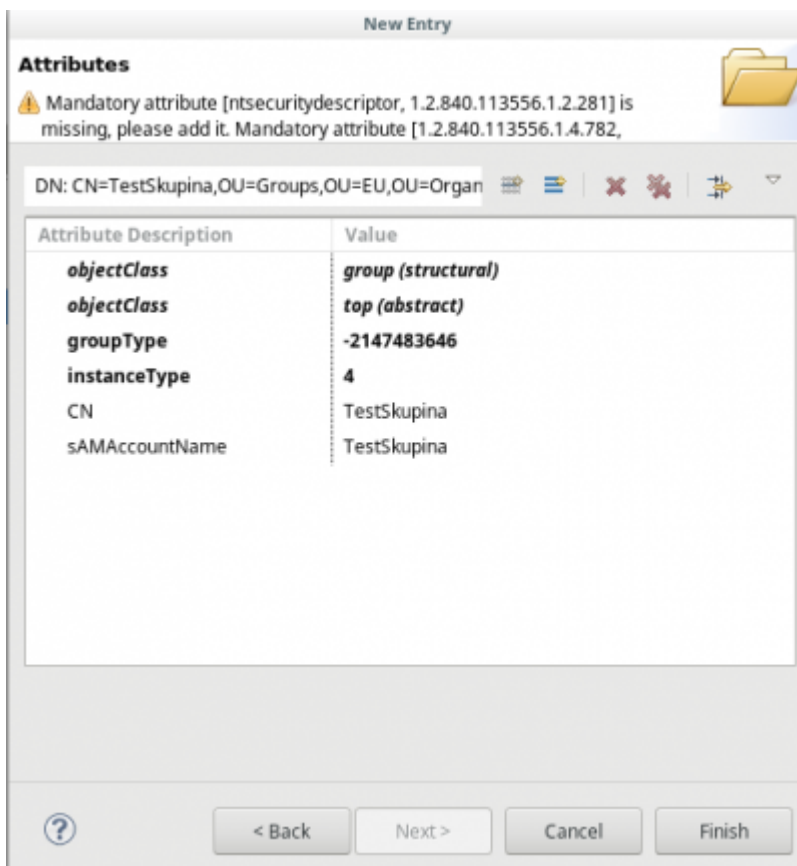 New Entry
Attributes
Mandatory attribute [ntsecuritydescriptor, 1.2.840.113556.1.2.281] is
missing, please add it. Mandatory attribute [1.2.840.113556.1.4.782,
DN: CN=TestSkupina,OU=Groups,OU=EU,OU=Organ
Attribute Description Value
objectClass group (structural)
objectClass top (abstract)
groupType -2147483646
instanceType 4
CN TestSkupina
sAMAccountName TestSkupina
< Back Next > Cancel Finish